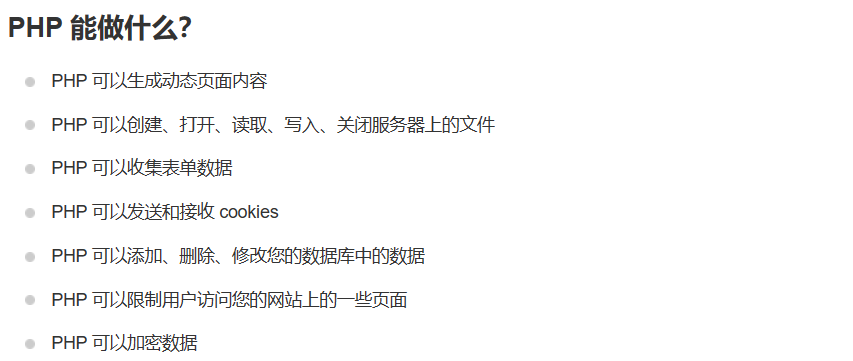 PHP 能做什么?
PHP 可以生成动态页面内容
PHP 可以创建、打开、读取、写入、关闭服务器上的文件
PHP 可以收集表单数据
PHP 可以发送和接收 cookies
PHP 可以添加、删除、修改您的数据库中的数据
PHP 可以限制用户访问您的网站上的一些页面
PHP 可以加密数据